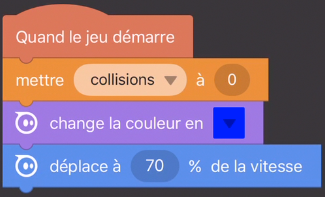 Quand le jeu démarre
mettre collisions à 0
change la couleur en
déplace à 70 % de la vitesse